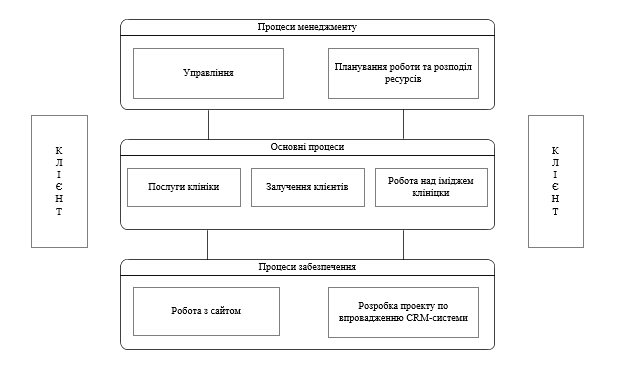 Процеси менеджменту
Управління
Планування роботи та розподіл
ресурсів
К
Л
І
Є
Н
Т
Основні процеси
Послуги клініки
Залучення клієнтів
Робота над іміджем
клініцки
К
Л
І
Є
Н
Т
Процеси забезпечення
Робота з сайтом
Розробка проекту по
впровадженню CRM-системи